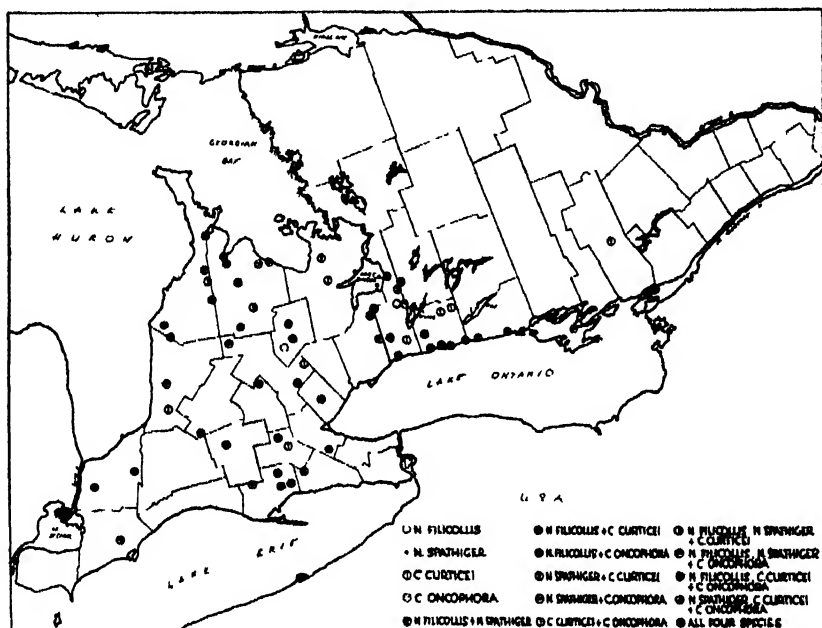 GEORGIAN
BAY
LAKE
HURON
LAKE ONTARIO
U S A
LAKE ERIE
N FILICOLLIS
N. SPATHIGER
C CURTICEI
C ONCOPHORA
N FILICOLLIS + N SPATHIGER
N FILICOLLIS + C CURTICEI
N FILICOLLIS + C ONCOPHORA
N SPATHIGER + C CURTICEI
N SPATHIGER + C ONCOPHORA
C CURTICEI + C ONCOPHORA
N FILICOLLIS, N SPATHIGER
+ C CURTICEI
N FILICOLLIS, N SPATHIGER
+ C ONCOPHORA
N FILICOLLIS, C CURTICEI
+ C ONCOPHORA
N SPATHIGER, C CURTICEI
+ C ONCOPHORA
ALL FOUR SPECIES